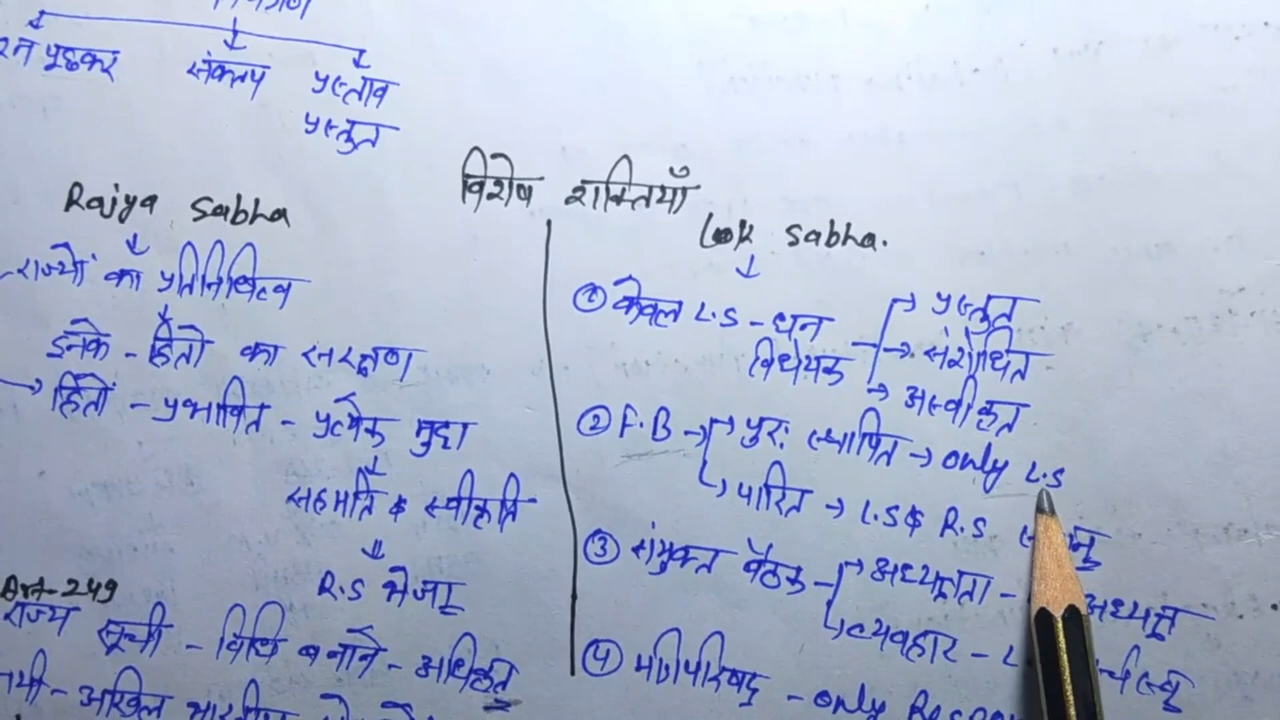 पूछकर संकल्प प्रस्ताव
प्रस्तुत
विशेष शक्तियाँ
Rajya Sabha
राज्यों का प्रतिनिधित्व
इनके - हितों का संरक्षण
→ हितों - प्रभावित - प्रत्येक मुद्दा
सहमति & स्वीकृति
R.S भेजा
Art-249
राज्य सूची - विधि बनाने - अधिकृत
अखिल
Lok Sabha.
① केवल L.S - धन विधेयक
→ प्रस्तुत
→ संशोधित
→ अस्वीकृत
② F.B → पुरः स्थापित → only L.S
→ पारित → L.S & R.S
③ संयुक्त बैठक → अध्यक्षता - अध्यक्ष
→ व्यवहार - L
④ मंत्रीपरिषद् - only